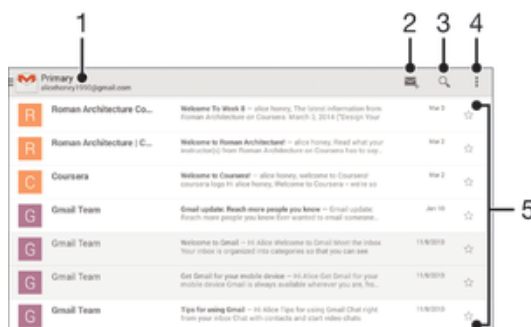 1
2
3
4
Primary
alicehoney1990@gmail.com
R
Roman Architecture Co...
Welcome To Week 8 – alice honey, The latest information from
Mar 3
Roman Architecture on Coursera. March 3, 2014 ("Design Your
R
Roman Architecture | C...
Welcome to Roman Architecture! – alice honey, Read what your
Mar 2
instructor(s) from Roman Architecture on Coursera has to say...
C
Coursera
Welcome to Coursera! – alice honey, welcome to Coursera!
Mar 2
coursera logo Hi alice honey, Welcome to Coursera – we're so
5
G
Gmail Team
Gmail update: Reach more people you know – Gmail update:
Jan 10
Reach more people you know Ever wanted to email someone...
G
Gmail Team
Welcome to Gmail – Hi Alice Welcome to Gmail Meet the inbox
11/8/2013
Your inbox is organized into categories so that you can see
G
Gmail Team
Get Gmail for your mobile device – Hi Alice Get Gmail for your
11/8/2013
mobile device Gmail is always available wherever you are, fro...
G
Gmail Team
Tips for using Gmail – Hi Alice Tips for using Gmail Chat right
11/8/2013
from your inbox Chat with contacts and start video chats